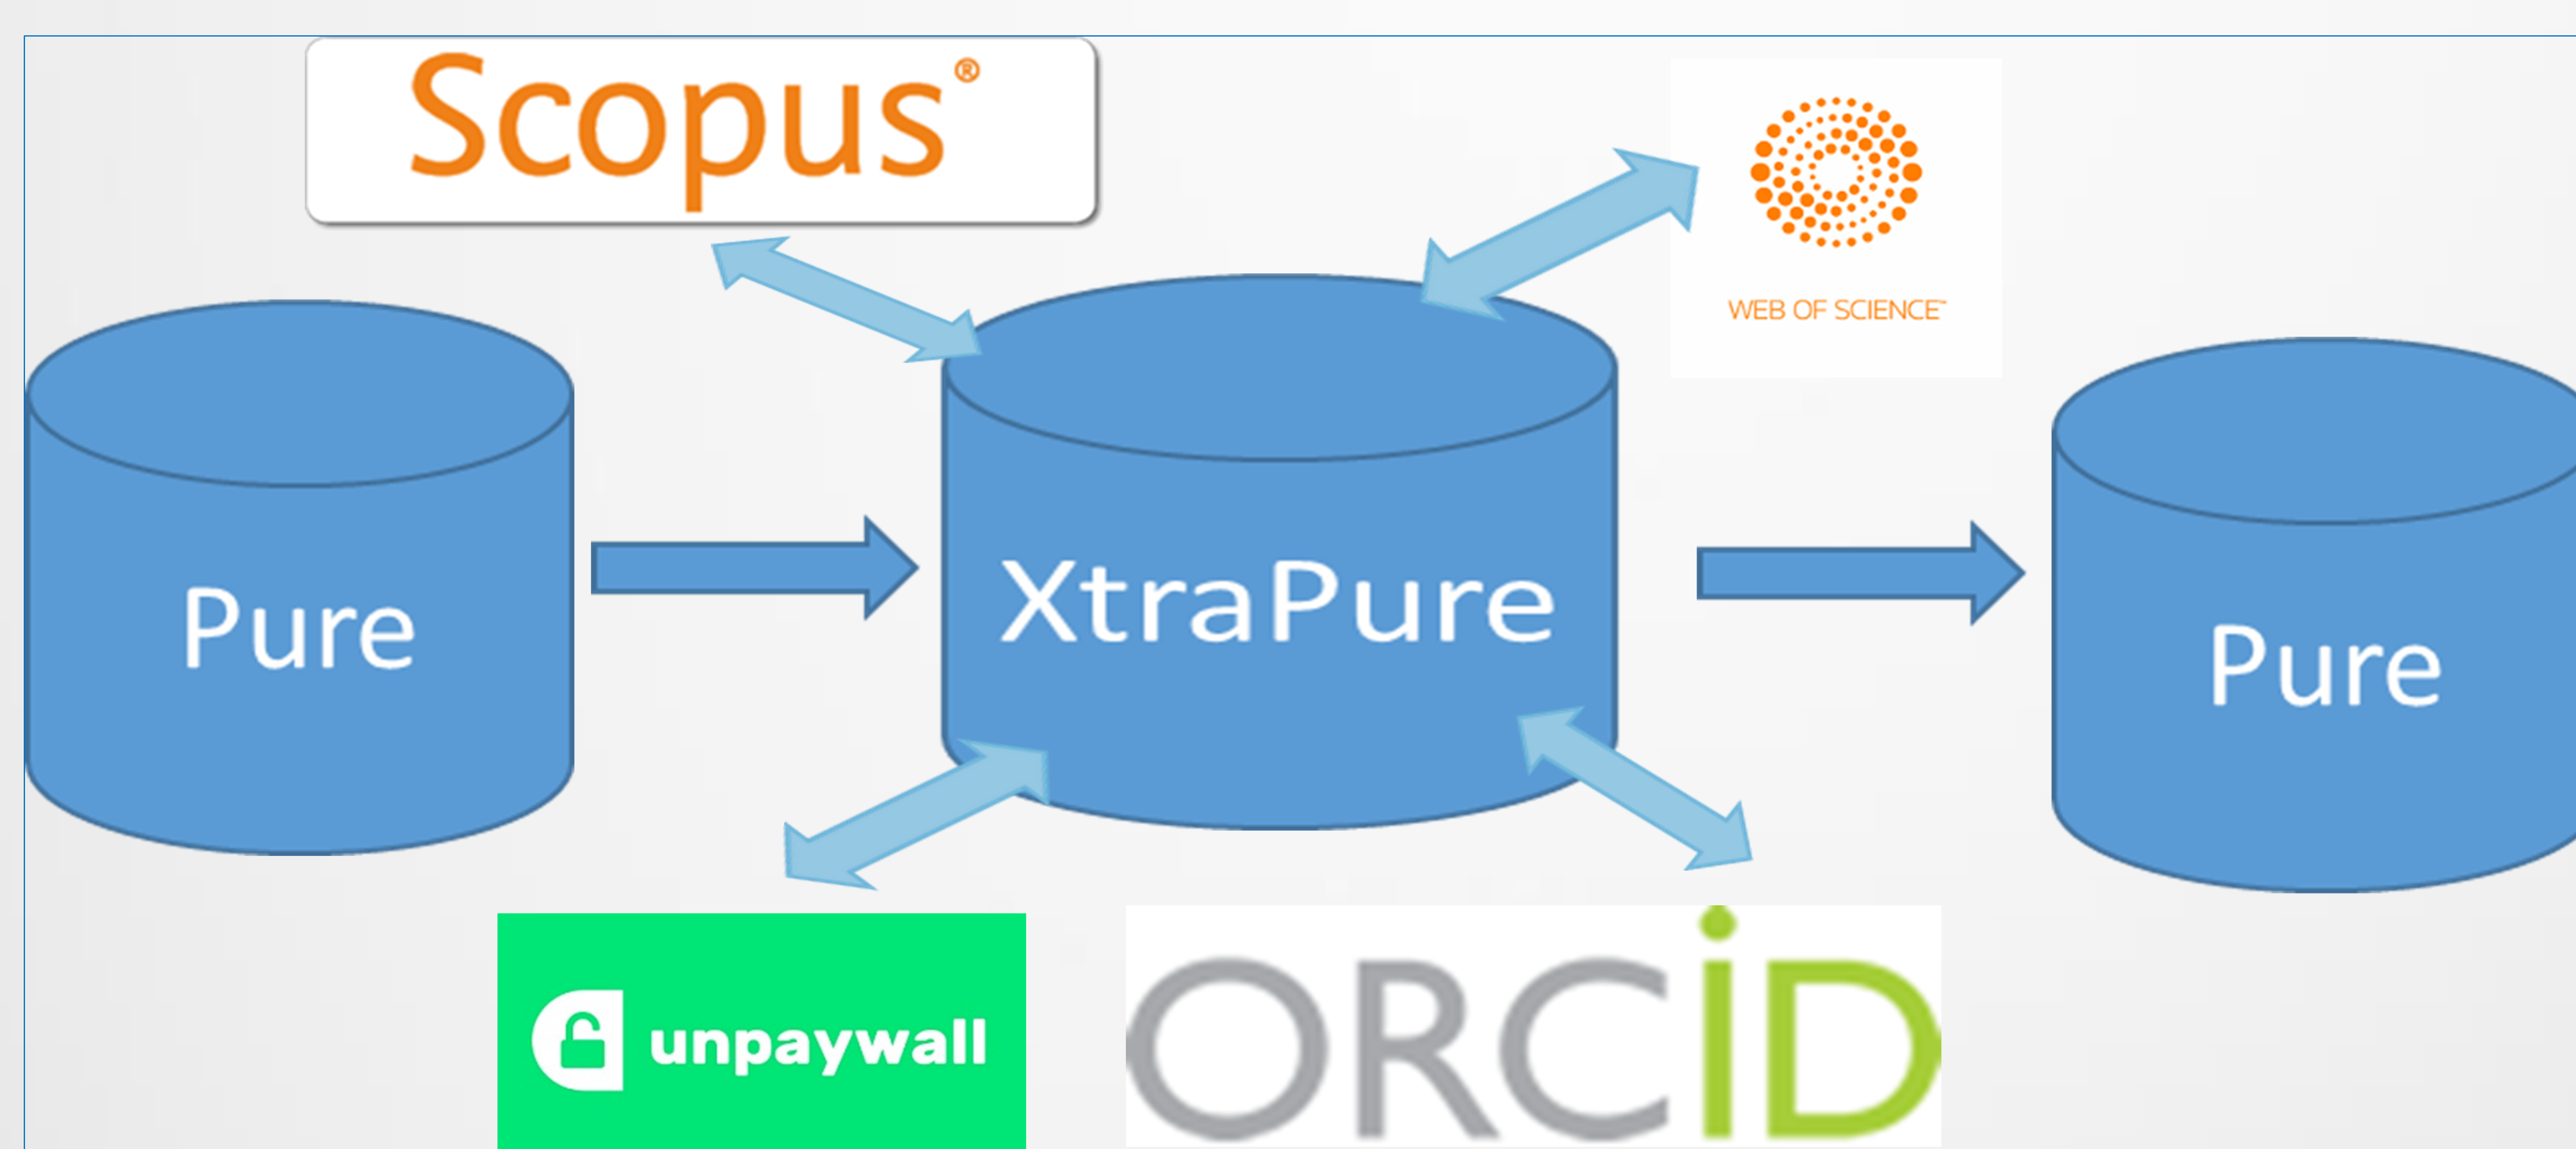 Scopus®
WEB OF SCIENCE™
Pure
XtraPure
Pure
unpaywall
ORCiD